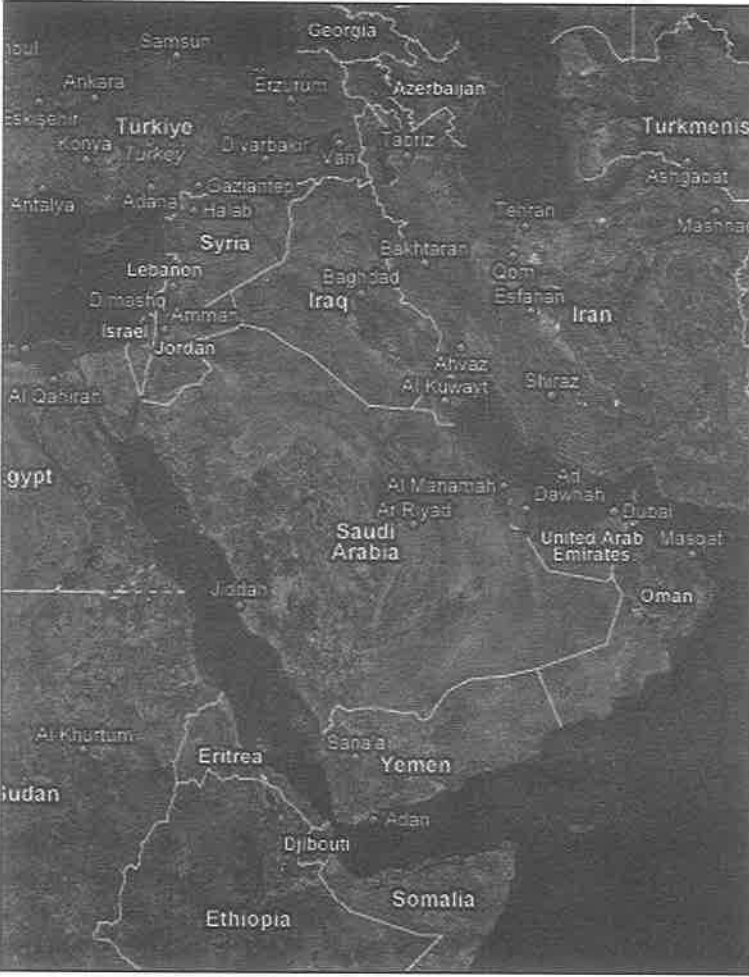 Georgia
Samsun
Ankara
Erzurum
Azerbaijan
Eskişehir
Türkiye
Turkmenis
Konya
Turkey
Diyarbakir
Van
Tabriz
Ashgabat
Gaziantep
Antalya
Adana
Halab
Tehran
Mashhad
Syria
Bakhtaran
Lebanon
Baghdad
Qom
Dimashq
Iraq
Esfahan
Amman
Iran
Israel
Jordan
Ahvaz
Al Kuwayt
Shiraz
Al Qahirah
gypt
Al Manamah
Ad
Dawhah
Ar Riyad
Dubai
Saudi
Arabia
United Arab
Emirates
Masqat
Jiddah
Oman
Al Khurtum
Sana'a
Eritrea
Yemen
Sudan
Adan
Djibouti
Somalia
Ethiopia